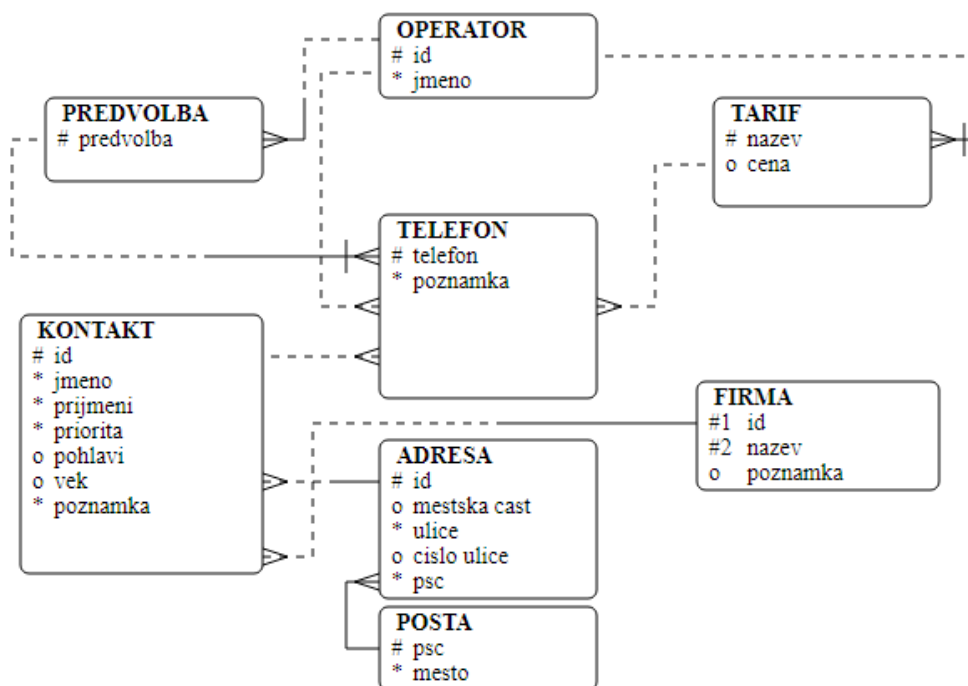 OPERATOR
# id
* jmeno
PREDVOLBA
# predvolba
TARIF
# nazev
o cena
TELEFON
# telefon
* poznamka
KONTAKT
# id
* jmeno
* prijmeni
* priorita
o pohlavi
o vek
* poznamka
FIRMA
#1 id
#2 nazev
o poznamka
ADRESA
# id
o mestska cast
* ulice
o cislo ulice
* psc
POSTA
# psc
* mesto